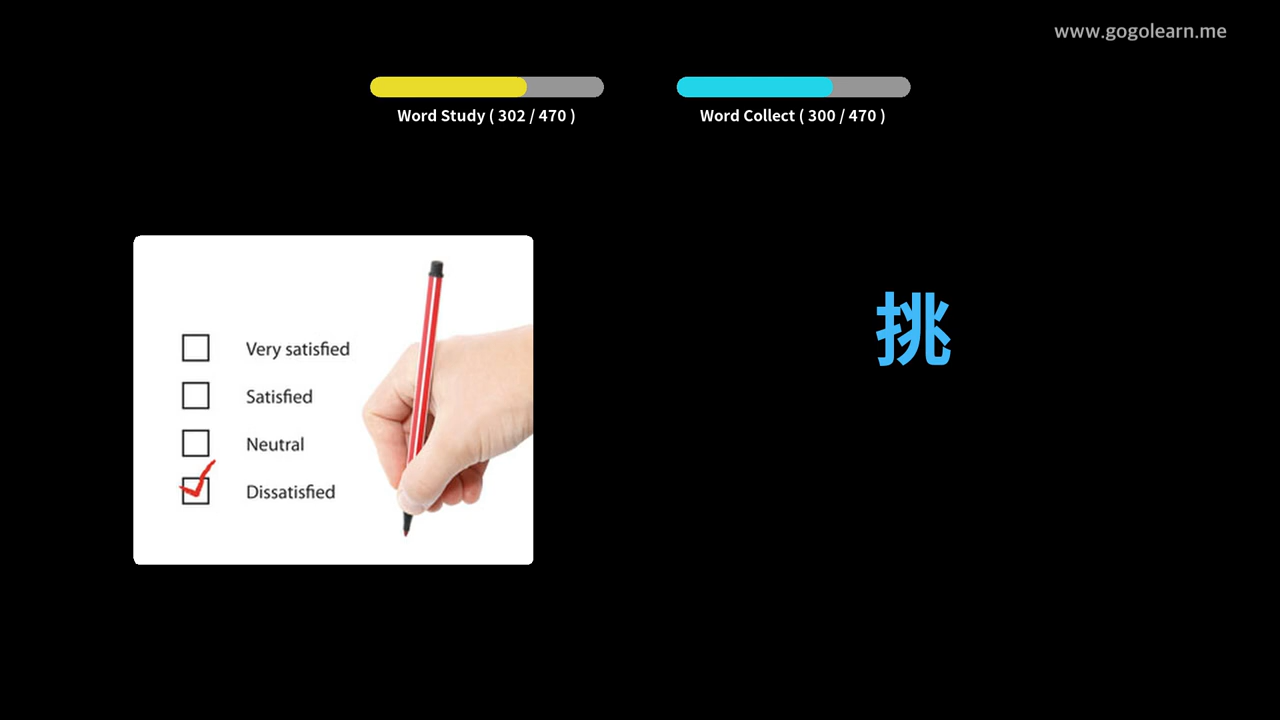 www.gogolearn.me
Word Study ( 302 / 470 )
Word Collect ( 300 / 470 )
Very satisfied
Satisfied
Neutral
Dissatisfied
挑